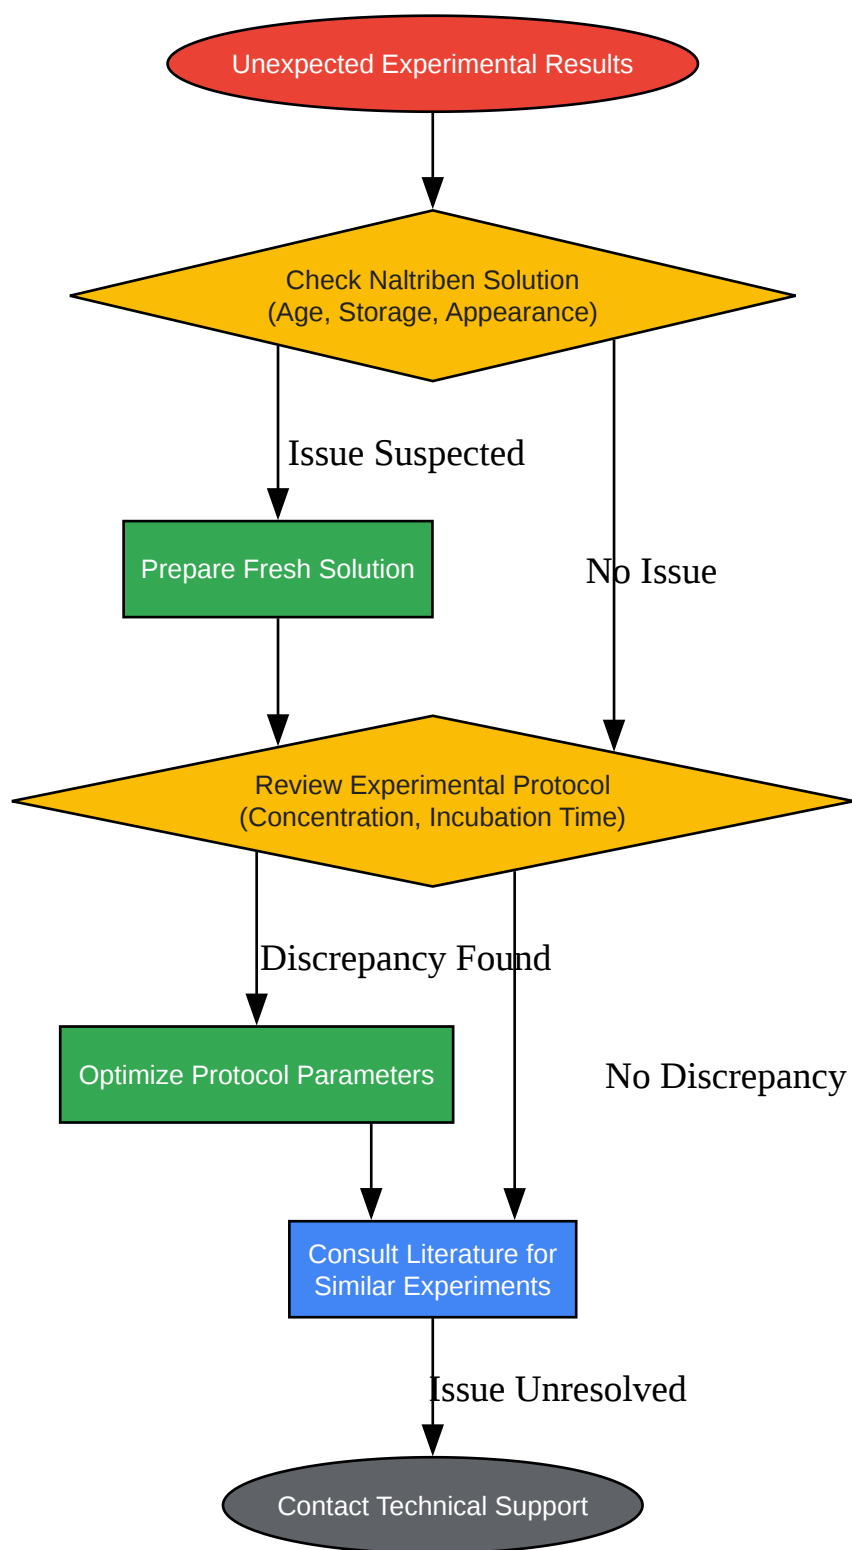 Unexpected Experimental Results
Check Naltriben Solution
(Age, Storage, Appearance)
Issue Suspected
Prepare Fresh Solution
No Issue
Review Experimental Protocol
(Concentration, Incubation Time)
Discrepancy Found
Optimize Protocol Parameters
No Discrepancy
Consult Literature for
Similar Experiments
Issue Unresolved
Contact Technical Support